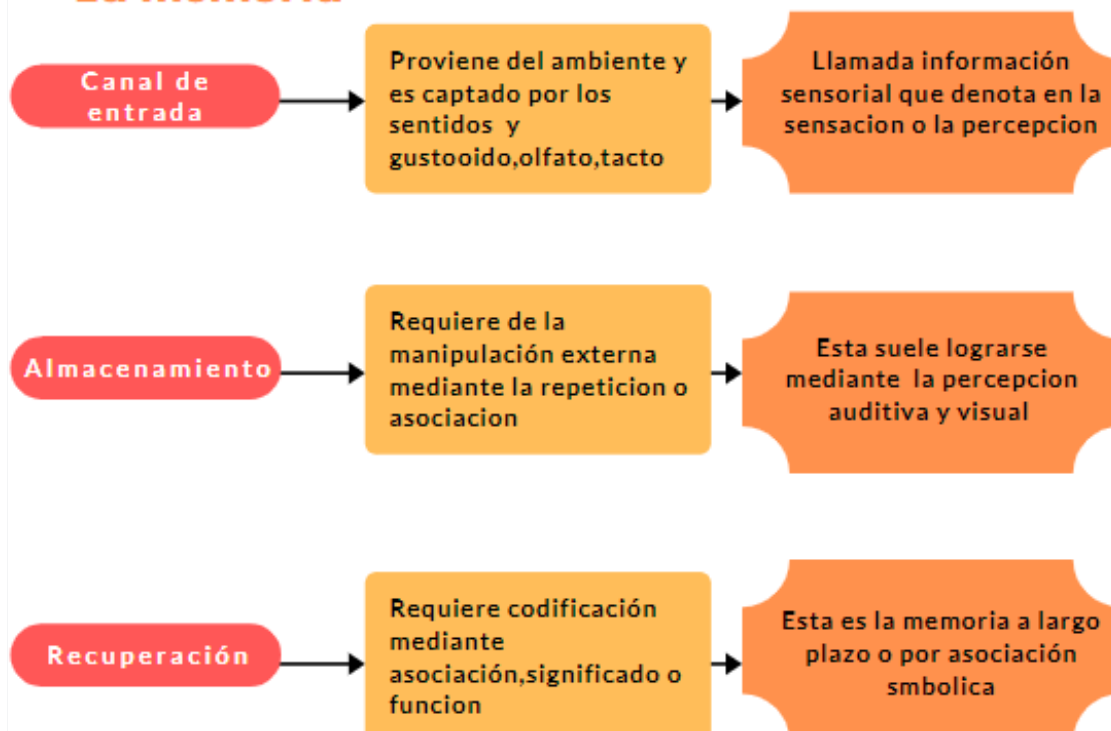 La memoria
Canal de
entrada
Proviene del ambiente y
es captado por los
sentidos y
gustooido,olfato,tacto
Llamada información
sensorial que denota en la
sensacion o la percepcion
Almacenamiento
Requiere de la
manipulación externa
mediante la repeticion o
asociacion
Esta suele lograrse
mediante la percepcion
auditiva y visual
Recuperación
Requiere codificación
mediante
asociación,significado o
funcion
Esta es la memoria a largo
plazo o por asociación
smbolica